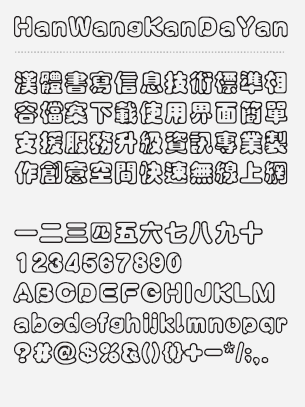 HanWangKanDaYan
漢體書寫信息技術標準相
容檔案下載使用界面簡單
支援服務升級資訊專業製
作創意空間快速無線上網
一二三四五六七八九十
1234567890
ABCDEFGHIJKLM
abcdefghijklmnopqr
?#@$%&(){}+-*/:;,.